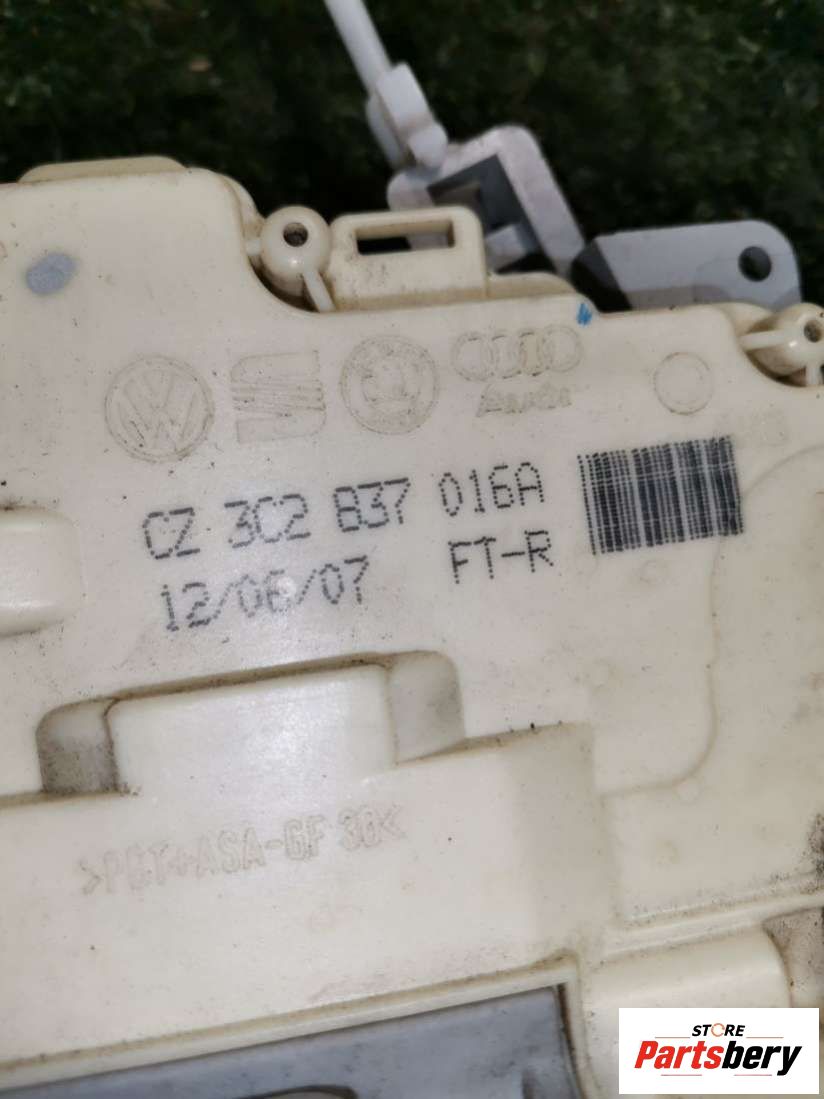 Audi
CZ 3C2 837 016A
12/06/07 FT-R
>PBT+ASA-GF 30<
STORE
Partsbery